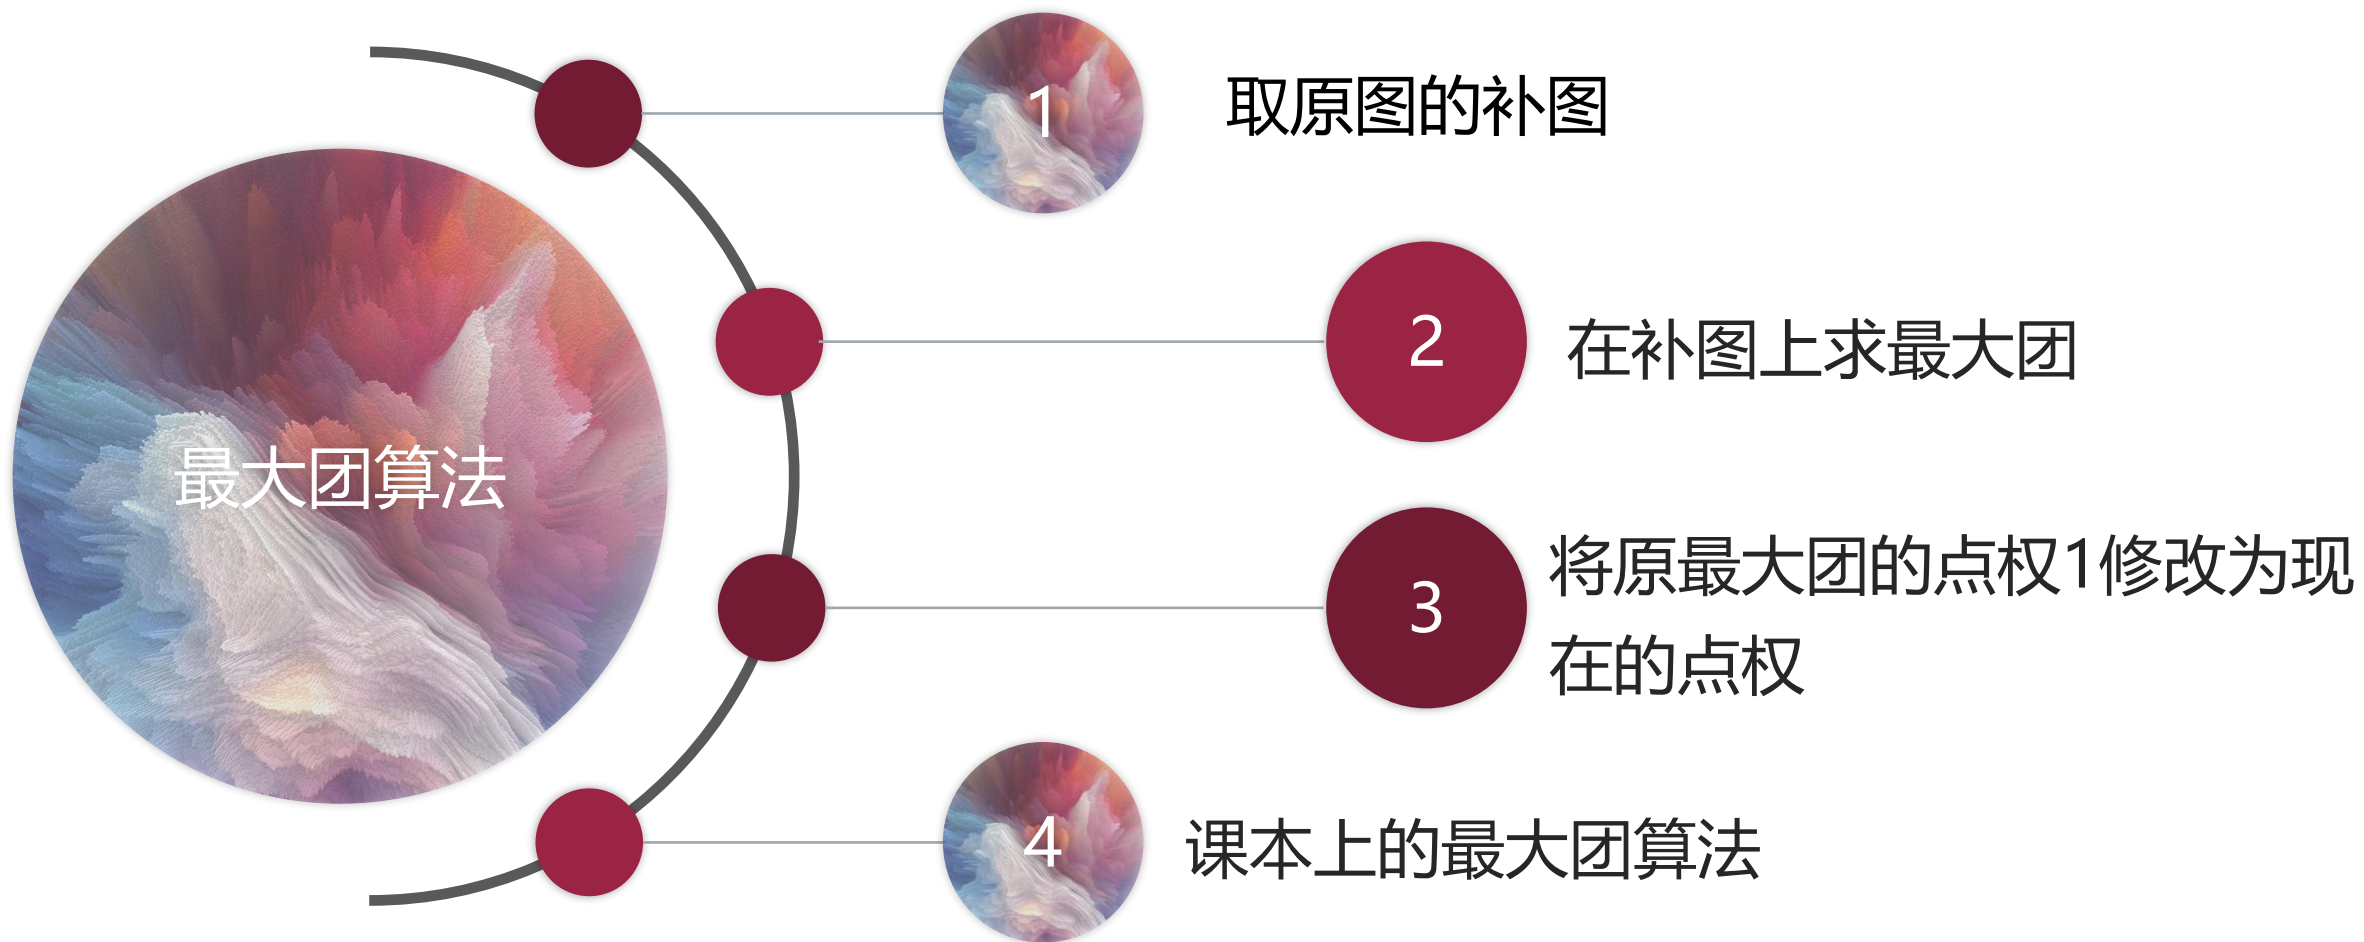 最大团算法
1
取原图的补图
2
在补图上求最大团
3
将原最大团的点权1修改为现
在的点权
4
课本上的最大团算法